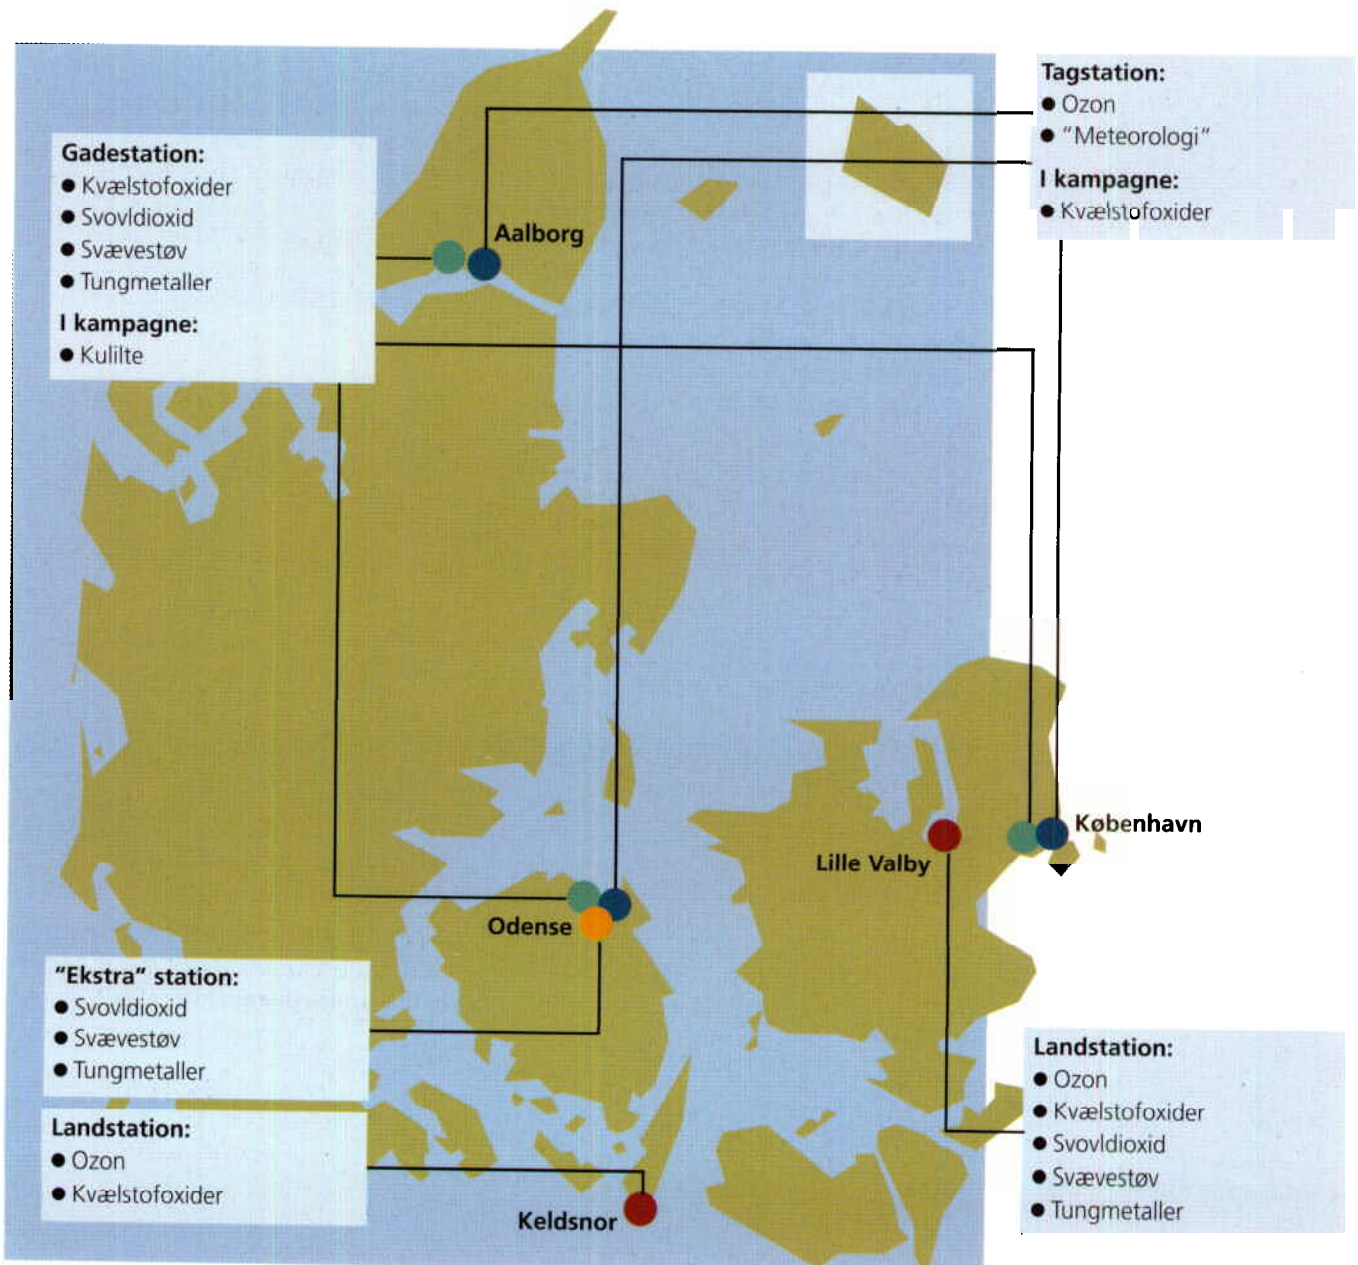 Tagstation:
● Ozon
● “Meteorologi“
I kampagne:
● Kvælstofoxider
Gadestation:
● Kvælstofoxider
● Svovldioxid
● Svævestøv
● Tungmetaller
I kampagne:
● Kulilte
Aalborg
København
Lille Valby
Odense
“Ekstra“ station:
● Svovldioxid
● Svævestøv
● Tungmetaller
Landstation:
● Ozon
● Kvælstofoxider
Keldsnor
Landstation:
● Ozon
● Kvælstofoxider
● Svovldioxid
● Svævestøv
● Tungmetaller